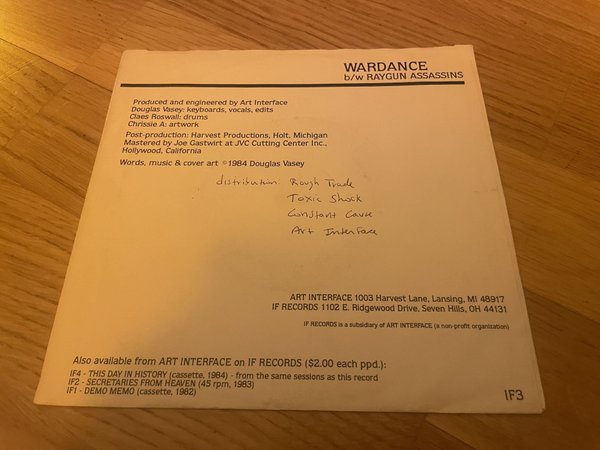 WARDANCE
b/w RAYGUN ASSASSINS
Produced and engineered by Art Interface
Douglas Vasey: keyboards, vocals, edits
Claes Roswall: drums
Chrissie A: artwork
Post-production: Harvest Productions, Holt, Michigan
Mastered by Joe Gastwirt at JVC Cutting Center Inc.,
Hollywood, California
Words, music & cover art ©1984 Douglas Vasey
distribution: Rough Trade
Toxic Shock
Constant Cause
Art Interface
ART INTERFACE 1003 Harvest Lane, Lansing, MI 48917
IF RECORDS 1102 E. Ridgewood Drive, Seven Hills, OH 44131
IF RECORDS is a subsidiary of ART INTERFACE (a non-profit organization)
Also available from ART INTERFACE on IF RECORDS ($2.00 each ppd.):
IF4 - THIS DAY IN HISTORY (cassette, 1984) - from the same sessions as this record
IF2 - SECRETARIES FROM HEAVEN (45 rpm, 1983)
IF1 - DEMO MEMO (cassette, 1982)
IF3